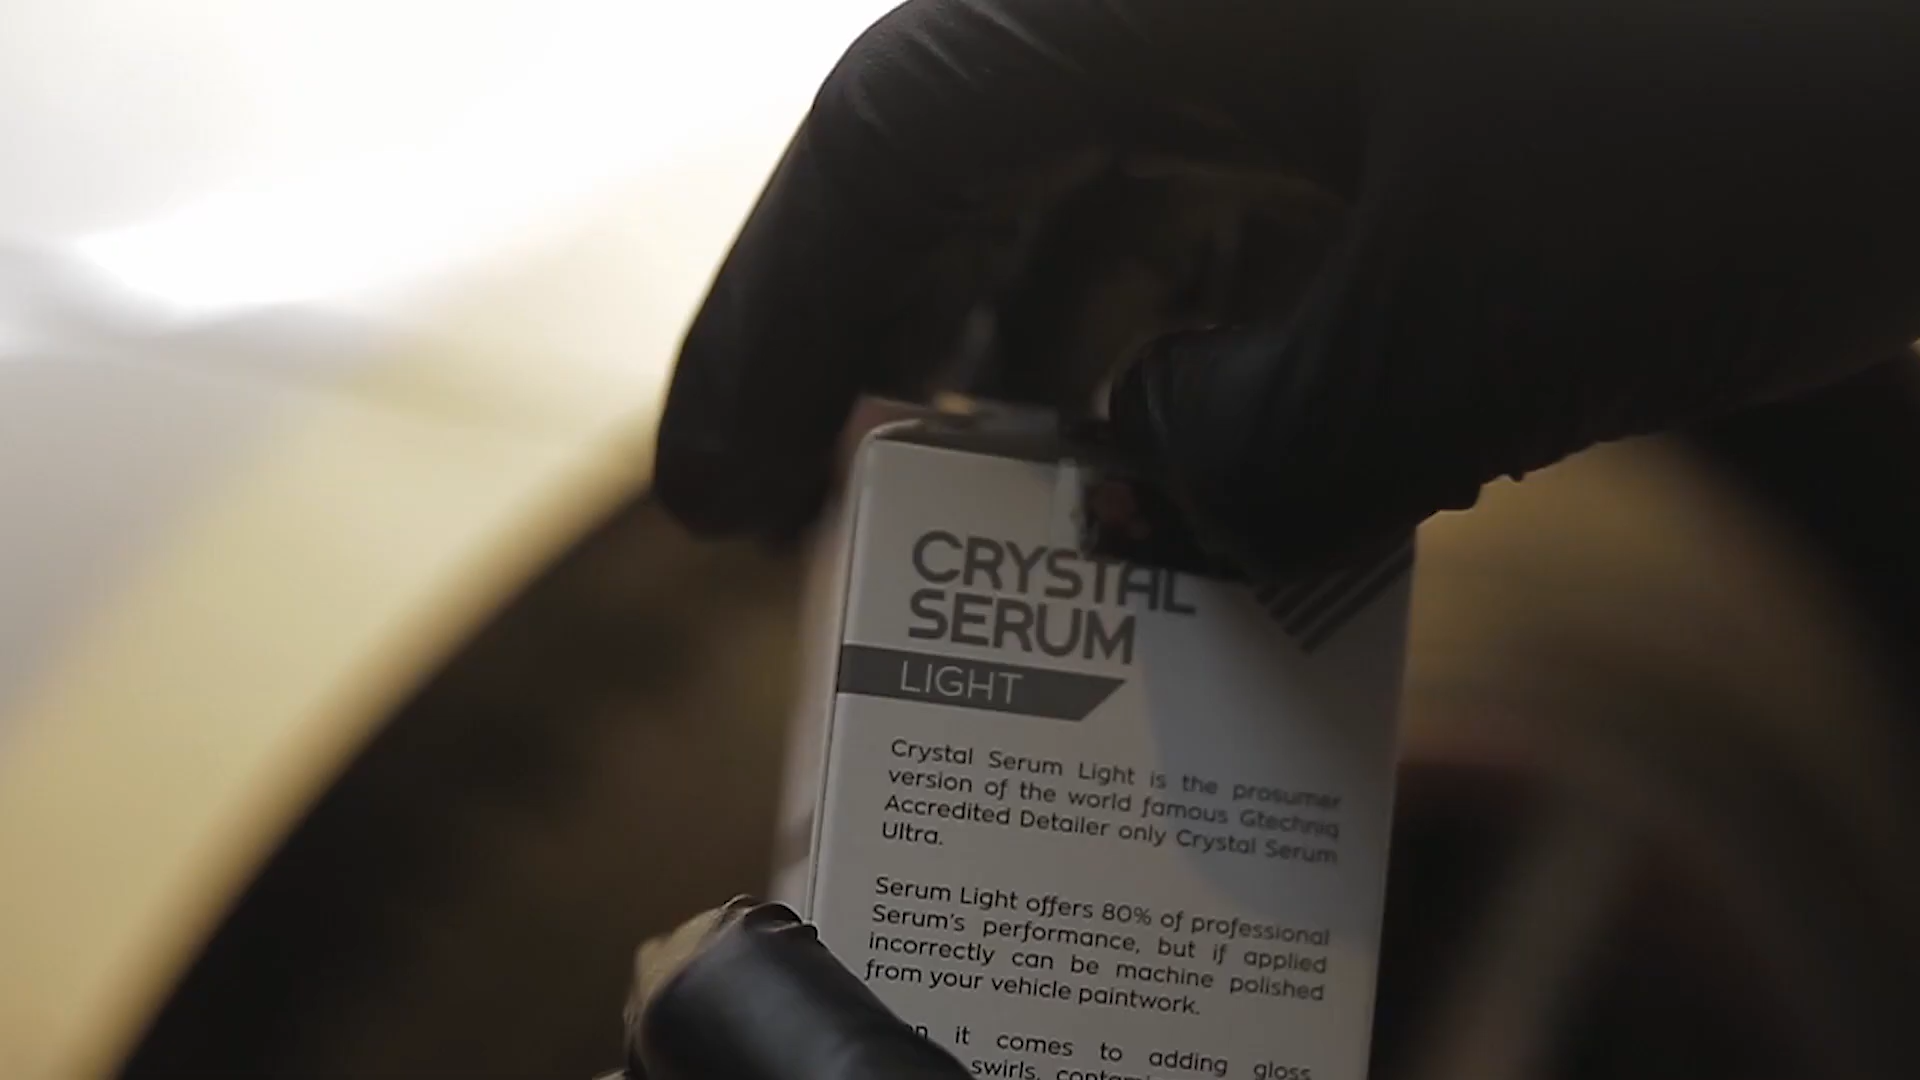 CRYSTAL
SERUM
LIGHT
Crystal Serum Light is the prosumer
version of the world famous Gtechniq
Accredited Detailer only Crystal Serum
Ultra.
Serum Light offers 80% of professional
Serum's performance, but if applied
incorrectly can be machine polished
from your vehicle paintwork.
it comes to adding gloss,
swirls,